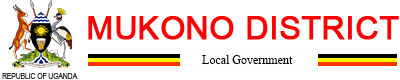 MUKONO DISTRICT
Local Government
REPUBLIC OF UGANDA